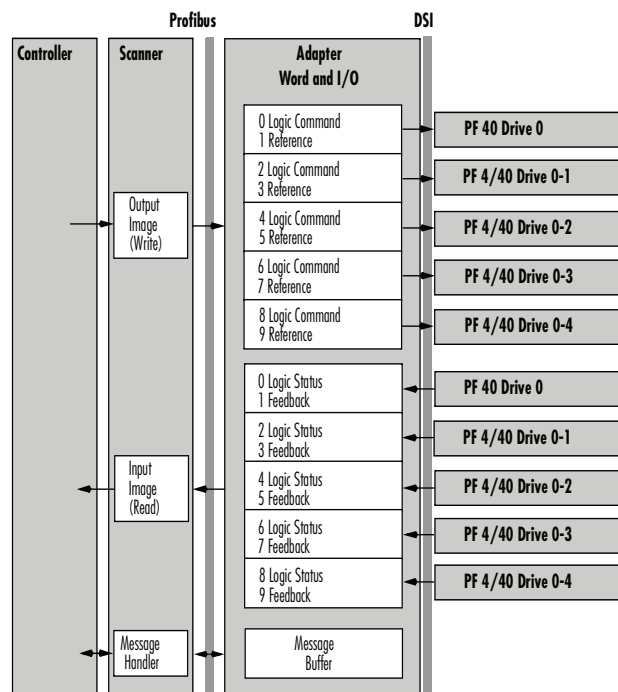 Profibus
DSI
Controller
Scanner
Adapter
Word and I/O
0 Logic Command
1 Reference
PF 40 Drive 0
2 Logic Command
3 Reference
PF 4/40 Drive 0-1
Output
Image
(Write)
4 Logic Command
5 Reference
PF 4/40 Drive 0-2
6 Logic Command
7 Reference
PF 4/40 Drive 0-3
8 Logic Command
9 Reference
PF 4/40 Drive 0-4
0 Logic Status
1 Feedback
PF 40 Drive 0
2 Logic Status
3 Feedback
PF 4/40 Drive 0-1
Input
Image
(Read)
4 Logic Status
5 Feedback
PF 4/40 Drive 0-2
6 Logic Status
7 Feedback
PF 4/40 Drive 0-3
8 Logic Status
9 Feedback
PF 4/40 Drive 0-4
Message
Handler
Message
Buffer